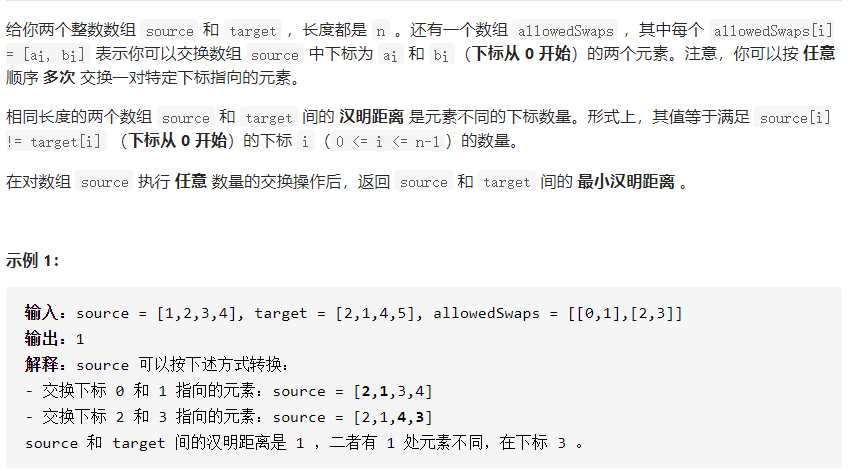 给你两个整数数组 source 和 target ，长度都是 n 。还有一个数组 allowedSwaps ，其中每个 allowedSwaps[i]
= [ai, bi] 表示你可以交换数组 source 中下标为 ai 和 bi（下标从 0 开始）的两个元素。注意，你可以按 任意
顺序 多次 交换一对特定下标指向的元素。
相同长度的两个数组 source 和 target 间的 汉明距离 是元素不同的下标数量。形式上，其值等于满足 source[i]
!= target[i] （下标从 0 开始）的下标 i（0 <= i <= n-1）的数量。
在对数组 source 执行 任意 数量的交换操作后，返回 source 和 target 间的 最小汉明距离 。
示例 1：
输入：source = [1,2,3,4], target = [2,1,4,5], allowedSwaps = [[0,1],[2,3]]
输出：1
解释：source 可以按下述方式转换：
- 交换下标 0 和 1 指向的元素：source = [2,1,3,4]
- 交换下标 2 和 3 指向的元素：source = [2,1,4,3]
source 和 target 间的汉明距离是 1 ，二者有 1 处元素不同，在下标 3 。